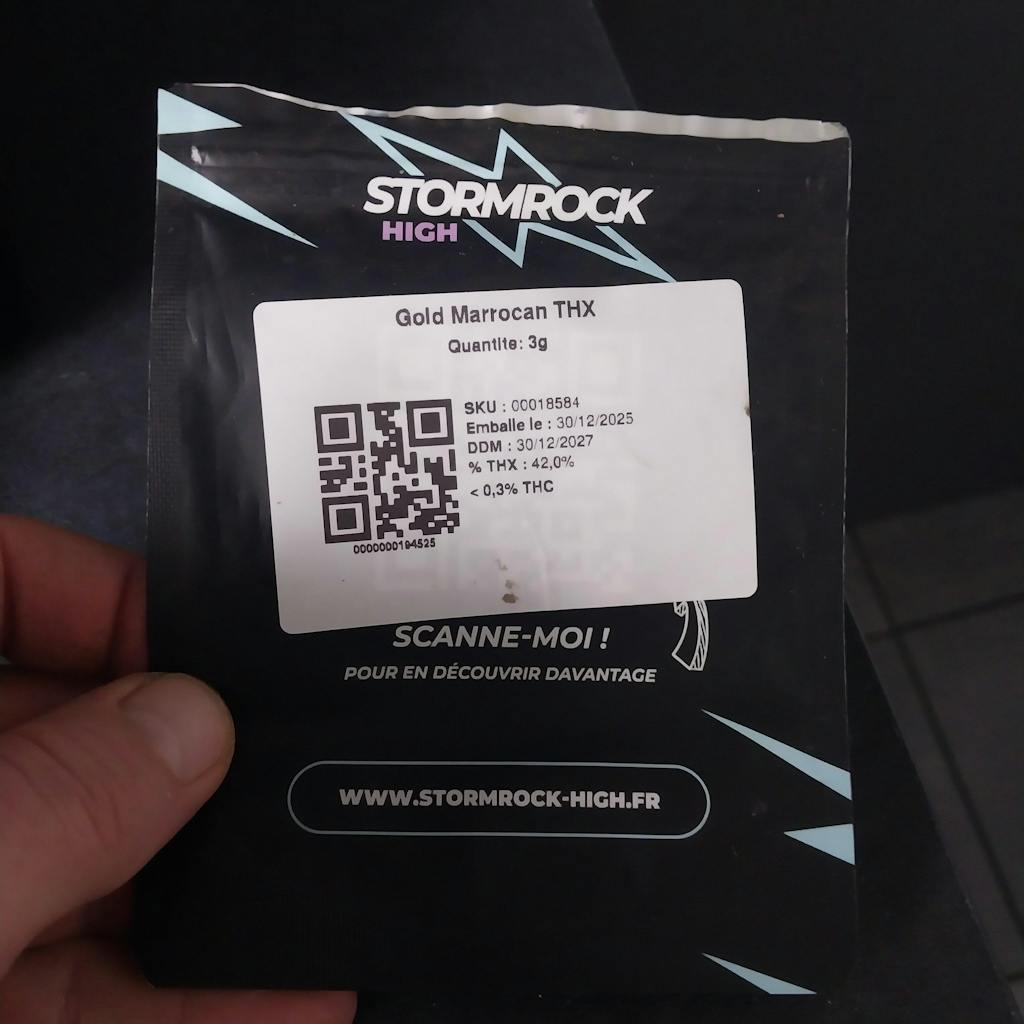 STORMROCK
HIGH
Gold Marrocan THX
Quantite: 3g
SKU : 00018584
Emballe le : 30/12/2025
DDM : 30/12/2027
% THX : 42,0%
< 0,3% THC
0000000194525
SCANNE-MOI !
POUR EN DÉCOUVRIR DAVANTAGE
WWW.STORMROCK-HIGH.FR